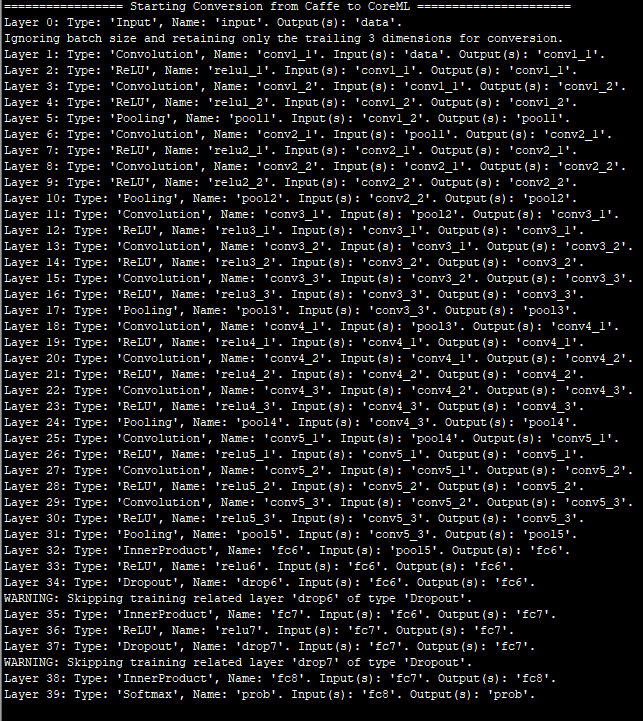 ================= Starting Conversion from Caffe to CoreML ======================
Layer 0: Type: 'Input', Name: 'input'. Output(s): 'data'.
Ignoring batch size and retaining only the trailing 3 dimensions for conversion.
Layer 1: Type: 'Convolution', Name: 'conv1_1'. Input(s): 'data'. Output(s): 'conv1_1'.
Layer 2: Type: 'ReLU', Name: 'relu1_1'. Input(s): 'conv1_1'. Output(s): 'conv1_1'.
Layer 3: Type: 'Convolution', Name: 'conv1_2'. Input(s): 'conv1_1'. Output(s): 'conv1_2'.
Layer 4: Type: 'ReLU', Name: 'relu1_2'. Input(s): 'conv1_2'. Output(s): 'conv1_2'.
Layer 5: Type: 'Pooling', Name: 'pool1'. Input(s): 'conv1_2'. Output(s): 'pool1'.
Layer 6: Type: 'Convolution', Name: 'conv2_1'. Input(s): 'pool1'. Output(s): 'conv2_1'.
Layer 7: Type: 'ReLU', Name: 'relu2_1'. Input(s): 'conv2_1'. Output(s): 'conv2_1'.
Layer 8: Type: 'Convolution', Name: 'conv2_2'. Input(s): 'conv2_1'. Output(s): 'conv2_2'.
Layer 9: Type: 'ReLU', Name: 'relu2_2'. Input(s): 'conv2_2'. Output(s): 'conv2_2'.
Layer 10: Type: 'Pooling', Name: 'pool2'. Input(s): 'conv2_2'. Output(s): 'pool2'.
Layer 11: Type: 'Convolution', Name: 'conv3_1'. Input(s): 'pool2'. Output(s): 'conv3_1'.
Layer 12: Type: 'ReLU', Name: 'relu3_1'. Input(s): 'conv3_1'. Output(s): 'conv3_1'.
Layer 13: Type: 'Convolution', Name: 'conv3_2'. Input(s): 'conv3_1'. Output(s): 'conv3_2'.
Layer 14: Type: 'ReLU', Name: 'relu3_2'. Input(s): 'conv3_2'. Output(s): 'conv3_2'.
Layer 15: Type: 'Convolution', Name: 'conv3_3'. Input(s): 'conv3_2'. Output(s): 'conv3_3'.
Layer 16: Type: 'ReLU', Name: 'relu3_3'. Input(s): 'conv3_3'. Output(s): 'conv3_3'.
Layer 17: Type: 'Pooling', Name: 'pool3'. Input(s): 'conv3_3'. Output(s): 'pool3'.
Layer 18: Type: 'Convolution', Name: 'conv4_1'. Input(s): 'pool3'. Output(s): 'conv4_1'.
Layer 19: Type: 'ReLU', Name: 'relu4_1'. Input(s): 'conv4_1'. Output(s): 'conv4_1'.
Layer 20: Type: 'Convolution', Name: 'conv4_2'. Input(s): 'conv4_1'. Output(s): 'conv4_2'.
Layer 21: Type: 'ReLU', Name: 'relu4_2'. Input(s): 'conv4_2'. Output(s): 'conv4_2'.
Layer 22: Type: 'Convolution', Name: 'conv4_3'. Input(s): 'conv4_2'. Output(s): 'conv4_3'.
Layer 23: Type: 'ReLU', Name: 'relu4_3'. Input(s): 'conv4_3'. Output(s): 'conv4_3'.
Layer 24: Type: 'Pooling', Name: 'pool4'. Input(s): 'conv4_3'. Output(s): 'pool4'.
Layer 25: Type: 'Convolution', Name: 'conv5_1'. Input(s): 'pool4'. Output(s): 'conv5_1'.
Layer 26: Type: 'ReLU', Name: 'relu5_1'. Input(s): 'conv5_1'. Output(s): 'conv5_1'.
Layer 27: Type: 'Convolution', Name: 'conv5_2'. Input(s): 'conv5_1'. Output(s): 'conv5_2'.
Layer 28: Type: 'ReLU', Name: 'relu5_2'. Input(s): 'conv5_2'. Output(s): 'conv5_2'.
Layer 29: Type: 'Convolution', Name: 'conv5_3'. Input(s): 'conv5_2'. Output(s): 'conv5_3'.
Layer 30: Type: 'ReLU', Name: 'relu5_3'. Input(s): 'conv5_3'. Output(s): 'conv5_3'.
Layer 31: Type: 'Pooling', Name: 'pool5'. Input(s): 'conv5_3'. Output(s): 'pool5'.
Layer 32: Type: 'InnerProduct', Name: 'fc6'. Input(s): 'pool5'. Output(s): 'fc6'.
Layer 33: Type: 'ReLU', Name: 'relu6'. Input(s): 'fc6'. Output(s): 'fc6'.
Layer 34: Type: 'Dropout', Name: 'drop6'. Input(s): 'fc6'. Output(s): 'fc6'.
WARNING: Skipping training related layer 'drop6' of type 'Dropout'.
Layer 35: Type: 'InnerProduct', Name: 'fc7'. Input(s): 'fc6'. Output(s): 'fc7'.
Layer 36: Type: 'ReLU', Name: 'relu7'. Input(s): 'fc7'. Output(s): 'fc7'.
Layer 37: Type: 'Dropout', Name: 'drop7'. Input(s): 'fc7'. Output(s): 'fc7'.
WARNING: Skipping training related layer 'drop7' of type 'Dropout'.
Layer 38: Type: 'InnerProduct', Name: 'fc8'. Input(s): 'fc7'. Output(s): 'fc8'.
Layer 39: Type: 'Softmax', Name: 'prob'. Input(s): 'fc8'. Output(s): 'prob'.